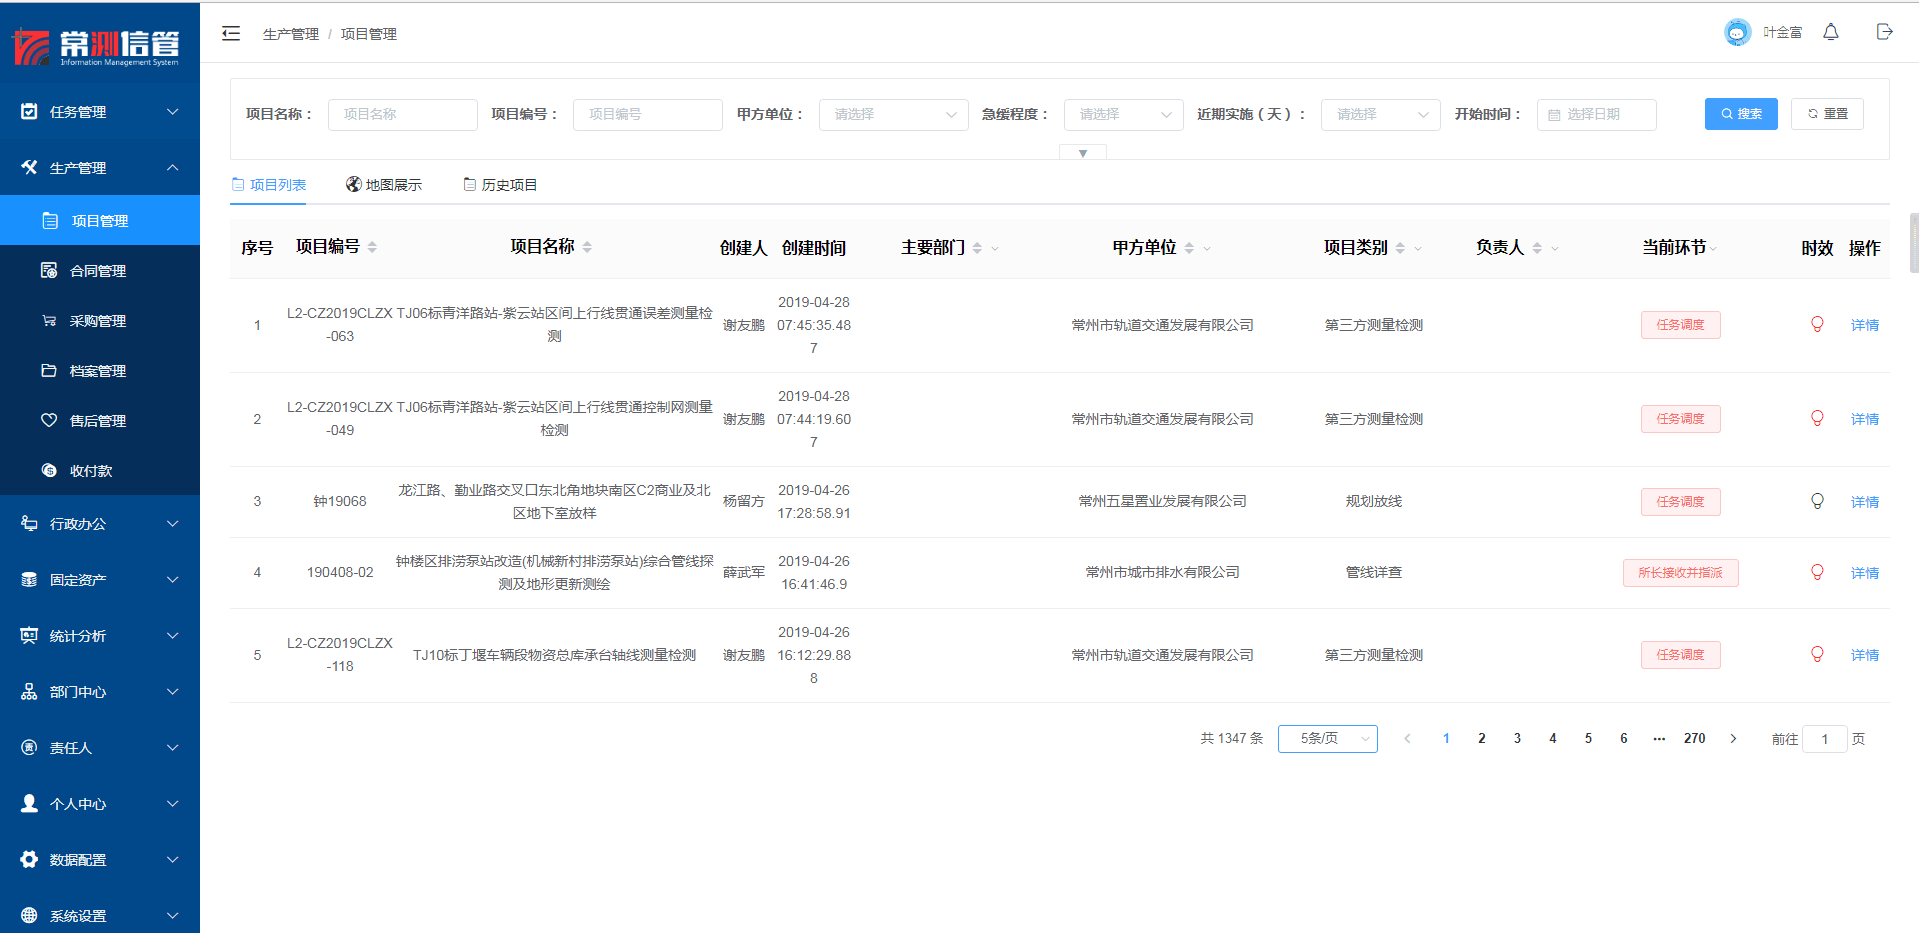 常测信管
Information Management System
任务管理
生产管理
项目管理
合同管理
采购管理
档案管理
售后管理
收付款
行政办公
固定资产
统计分析
部门中心
责任人
个人中心
数据配置
系统设置
生产管理 / 项目管理
叶金富
项目名称： 项目名称 项目编号： 项目编号 甲方单位： 请选择 急缓程度： 请选择 近期实施（天）： 请选择 开始时间： 选择日期 搜索 重置
项目列表 地图展示 历史项目
序号 项目编号 项目名称 创建人 创建时间 主要部门 甲方单位 项目类别 负责人 当前环节 时效 操作
1 L2-CZ2019CLZX-063 TJ06标青洋路站-紫云站区间上行线贯通误差测量检测 谢友鹏 2019-04-28 07:45:35.487 常州市轨道交通发展有限公司 第三方测量检测 任务调度 详情
2 L2-CZ2019CLZX-049 TJ06标青洋路站-紫云站区间上行线贯通控制网测量检测 谢友鹏 2019-04-28 07:44:19.607 常州市轨道交通发展有限公司 第三方测量检测 任务调度 详情
3 钟19068 龙江路、勤业路交叉口东北角地块南区C2商业及北区地下室放样 杨留方 2019-04-26 17:28:58.91 常州五星置业发展有限公司 规划放线 任务调度 详情
4 190408-02 钟楼区排涝泵站改造(机械新村排涝泵站)综合管线探测及地形更新测绘 薛武军 2019-04-26 16:41:46.9 常州市城市排水有限公司 管线详查 所长接收并指派 详情
5 L2-CZ2019CLZX-118 TJ10标丁堰车辆段物资总库承台轴线测量检测 谢友鹏 2019-04-26 16:12:29.888 常州市轨道交通发展有限公司 第三方测量检测 任务调度 详情
共 1347 条 5条/页 1 2 3 4 5 6 ... 270 前往 1 页